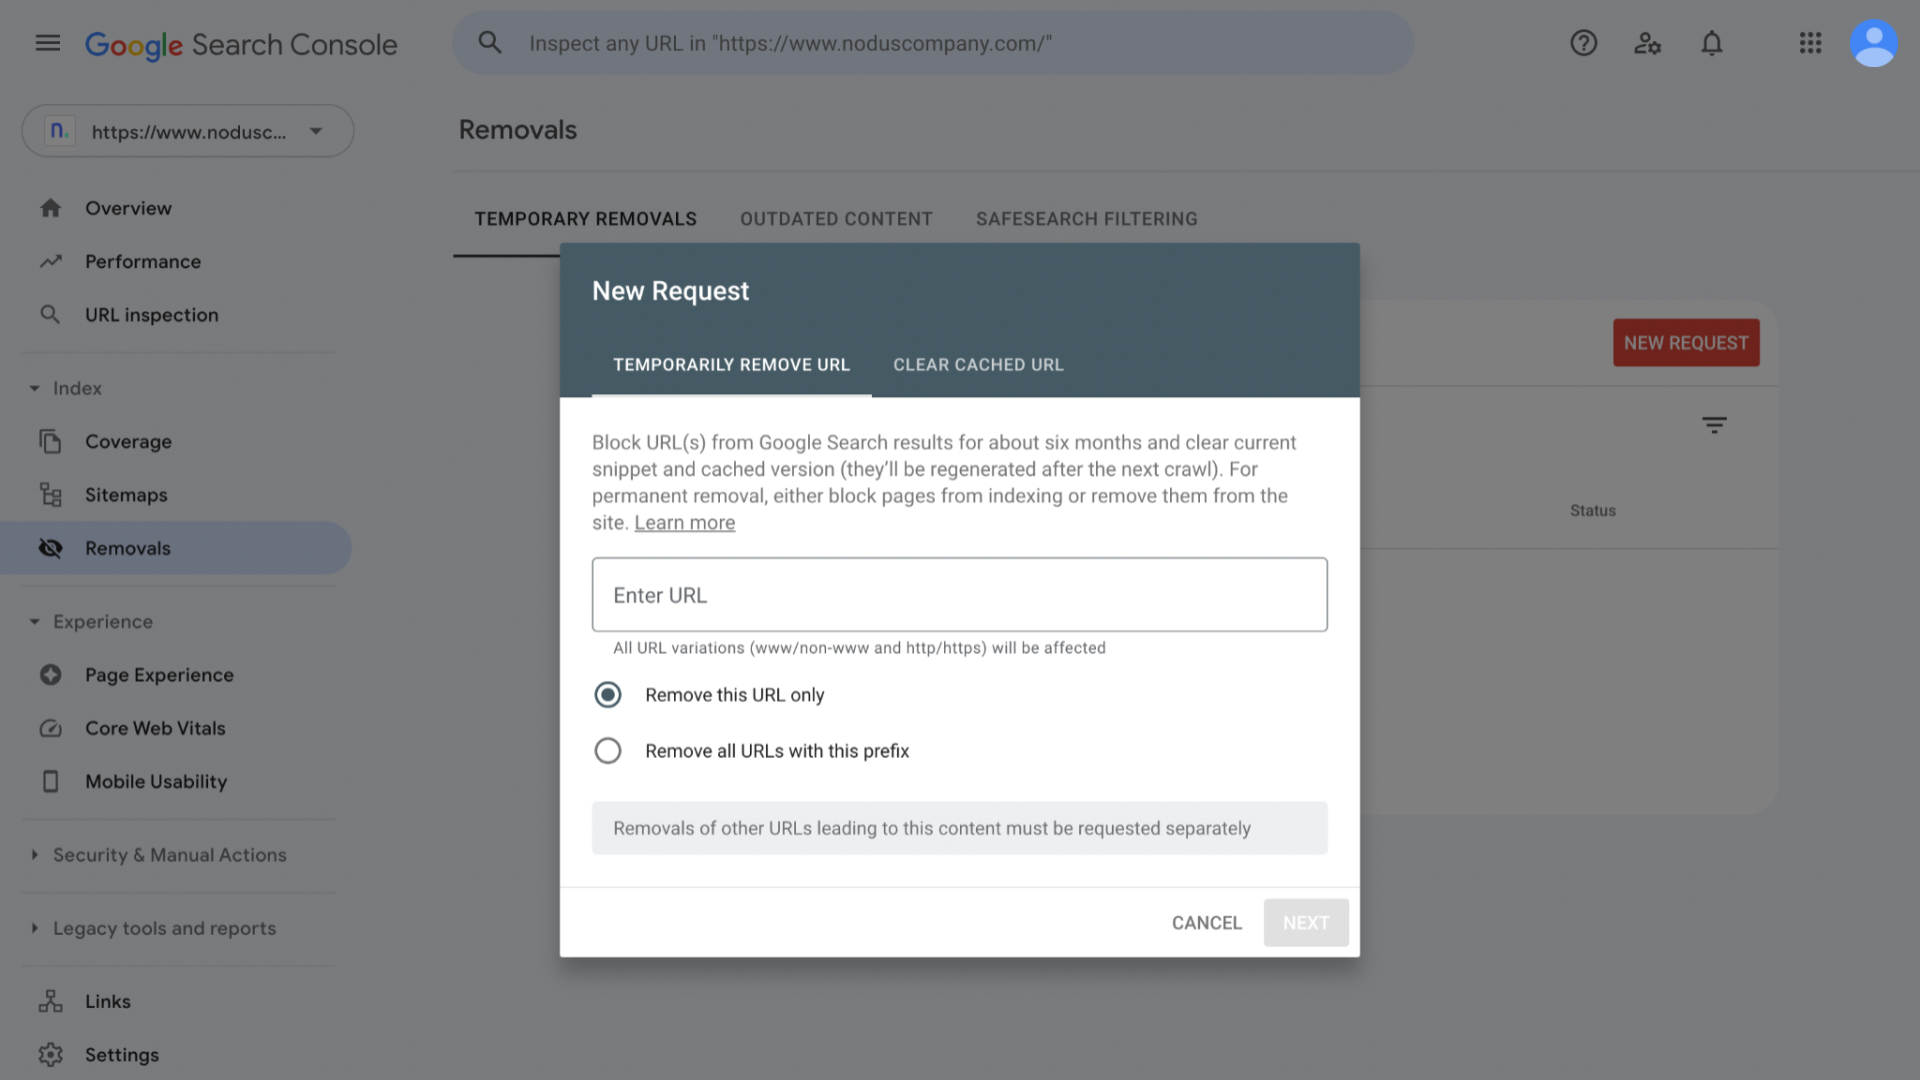 Google Search Console
Inspect any URL in "https://www.noduscompany.com/"
n. https://www.nodusc...
Removals
Overview
Performance
URL inspection
Index
Coverage
Sitemaps
Removals
Experience
Page Experience
Core Web Vitals
Mobile Usability
Security & Manual Actions
Legacy tools and reports
Links
Settings
TEMPORARY REMOVALS OUTDATED CONTENT SAFESEARCH FILTERING
NEW REQUEST
Status
New Request
TEMPORARILY REMOVE URL CLEAR CACHED URL
Block URL(s) from Google Search results for about six months and clear current
snippet and cached version (they’ll be regenerated after the next crawl). For
permanent removal, either block pages from indexing or remove them from the
site. Learn more
Enter URL
All URL variations (www/non-www and http/https) will be affected
Remove this URL only
Remove all URLs with this prefix
Removals of other URLs leading to this content must be requested separately
CANCEL NEXT